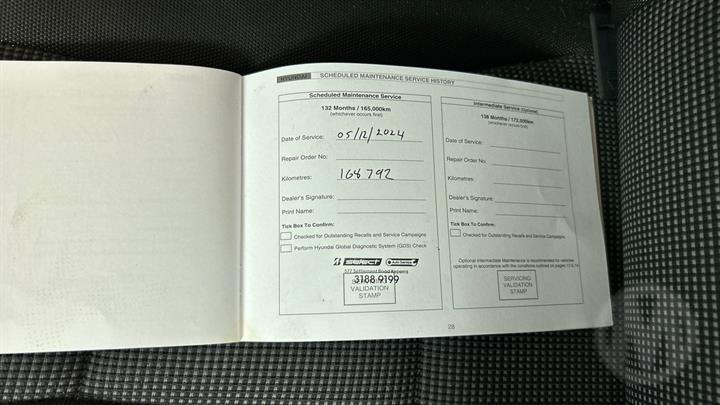 HYUNDAI SCHEDULED MAINTENANCE SERVICE HISTORY
Scheduled Maintenance Service
132 Months / 165,000km
(whichever occurs first)
Date of Service: 05/12/2024
Repair Order No:
Kilometres: 168792
Dealer's Signature:
Print Name:
Tick Box To Confirm:
Checked for Outstanding Recalls and Service Campaigns
Perform Hyundai Global Diagnostic System (GDS) Check
SELECT
577 Settlement Road
3188 9199
VALIDATION
STAMP
Intermediate Service (Optional)
138 Months / 172,500km
(whichever occurs first)
Date of Service:
Repair Order No:
Kilometres:
Dealer's Signature:
Print Name:
Tick Box To Confirm:
Checked for Outstanding Recalls and Service Campaigns
Optional Intermediate Maintenance is recommended for vehicles
operating in accordance with the conditions outlined on pages
SERVICING
VALIDATION
STAMP
28